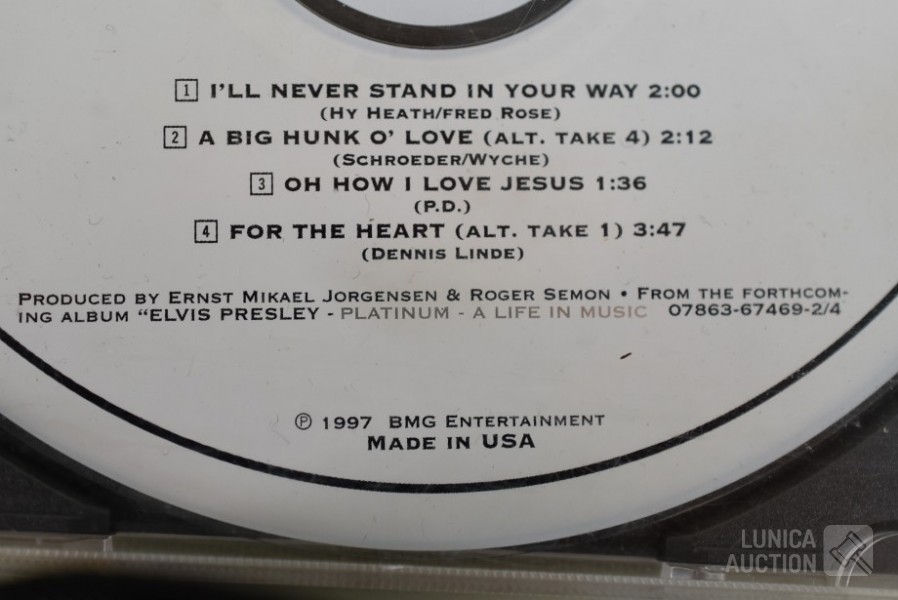 1 I'LL NEVER STAND IN YOUR WAY 2:00
(HY HEATH/FRED ROSE)
2 A BIG HUNK O' LOVE (ALT. TAKE 4) 2:12
(SCHROEDER/WYCHE)
3 OH HOW I LOVE JESUS 1:36
(P.D.)
4 FOR THE HEART (ALT. TAKE 1) 3:47
(DENNIS LINDE)
PRODUCED BY ERNST MIKAEL JORGENSEN & ROGER SEMON • FROM THE FORTHCOM-
ING ALBUM "ELVIS PRESLEY - PLATINUM - A LIFE IN MUSIC 07863-67469-2/4
℗ 1997 BMG ENTERTAINMENT
MADE IN USA
LUNICA
AUCTION